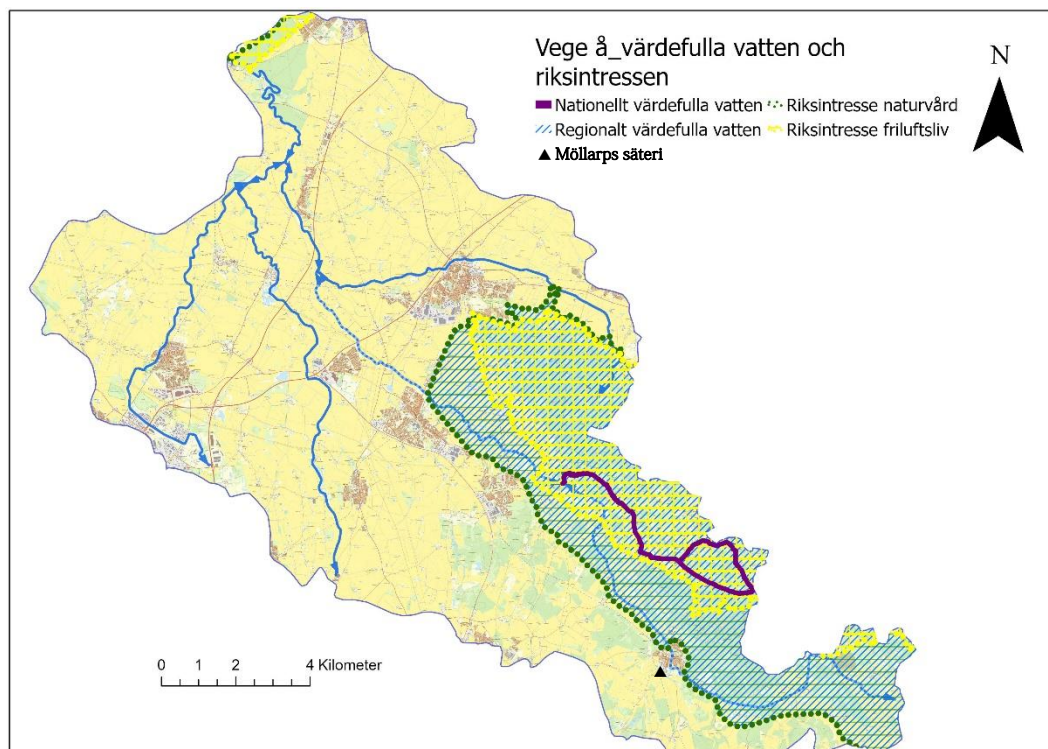 Vege å_värdefulla vatten och
riksintressen
Nationellt värdefulla vatten Riksintresse naturvård
Regionalt värdefulla vatten Riksintresse friluftsliv
Möllarps säteri
N
0 1 2 4 Kilometer